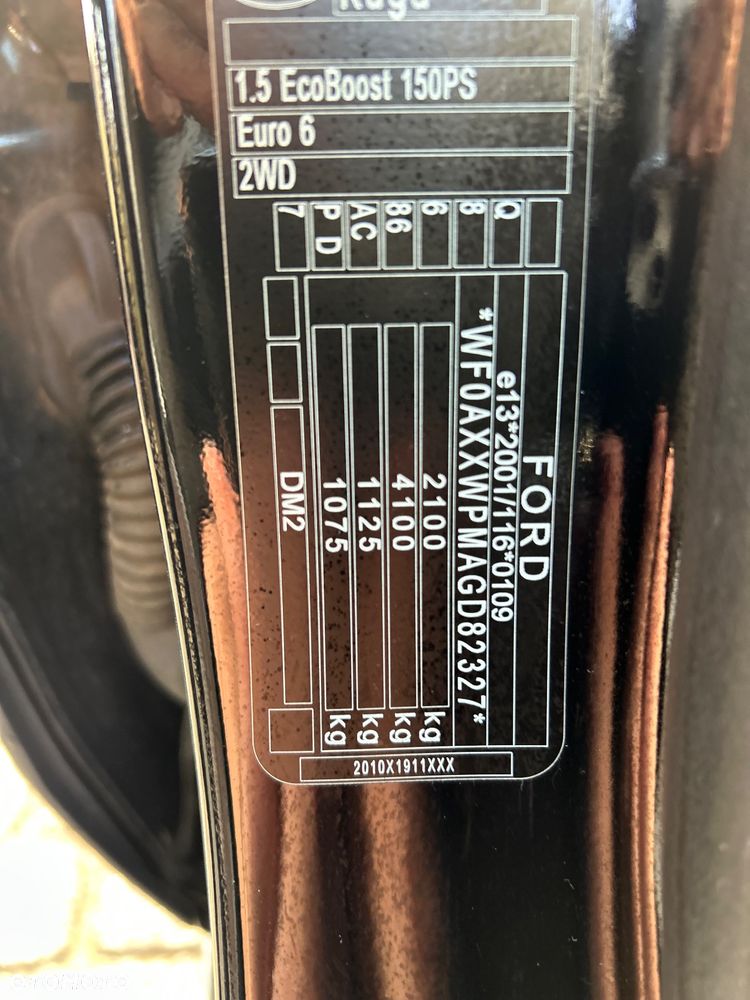 Kuga
1.5 EcoBoost 150PS
Euro 6
2WD
Q
8
6
86
AC
P D
7
FORD
e13*2001/116*0109
*WF0AXXWPMAGD82327*
2100 kg
4100 kg
1125 kg
1075 kg
DM2
2010X1911XXX